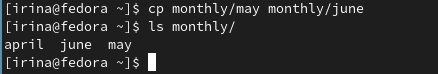 [irina@fedora ~]$ cp monthly/may monthly/june
[irina@fedora ~]$ ls monthly/
april  june  may
[irina@fedora ~]$